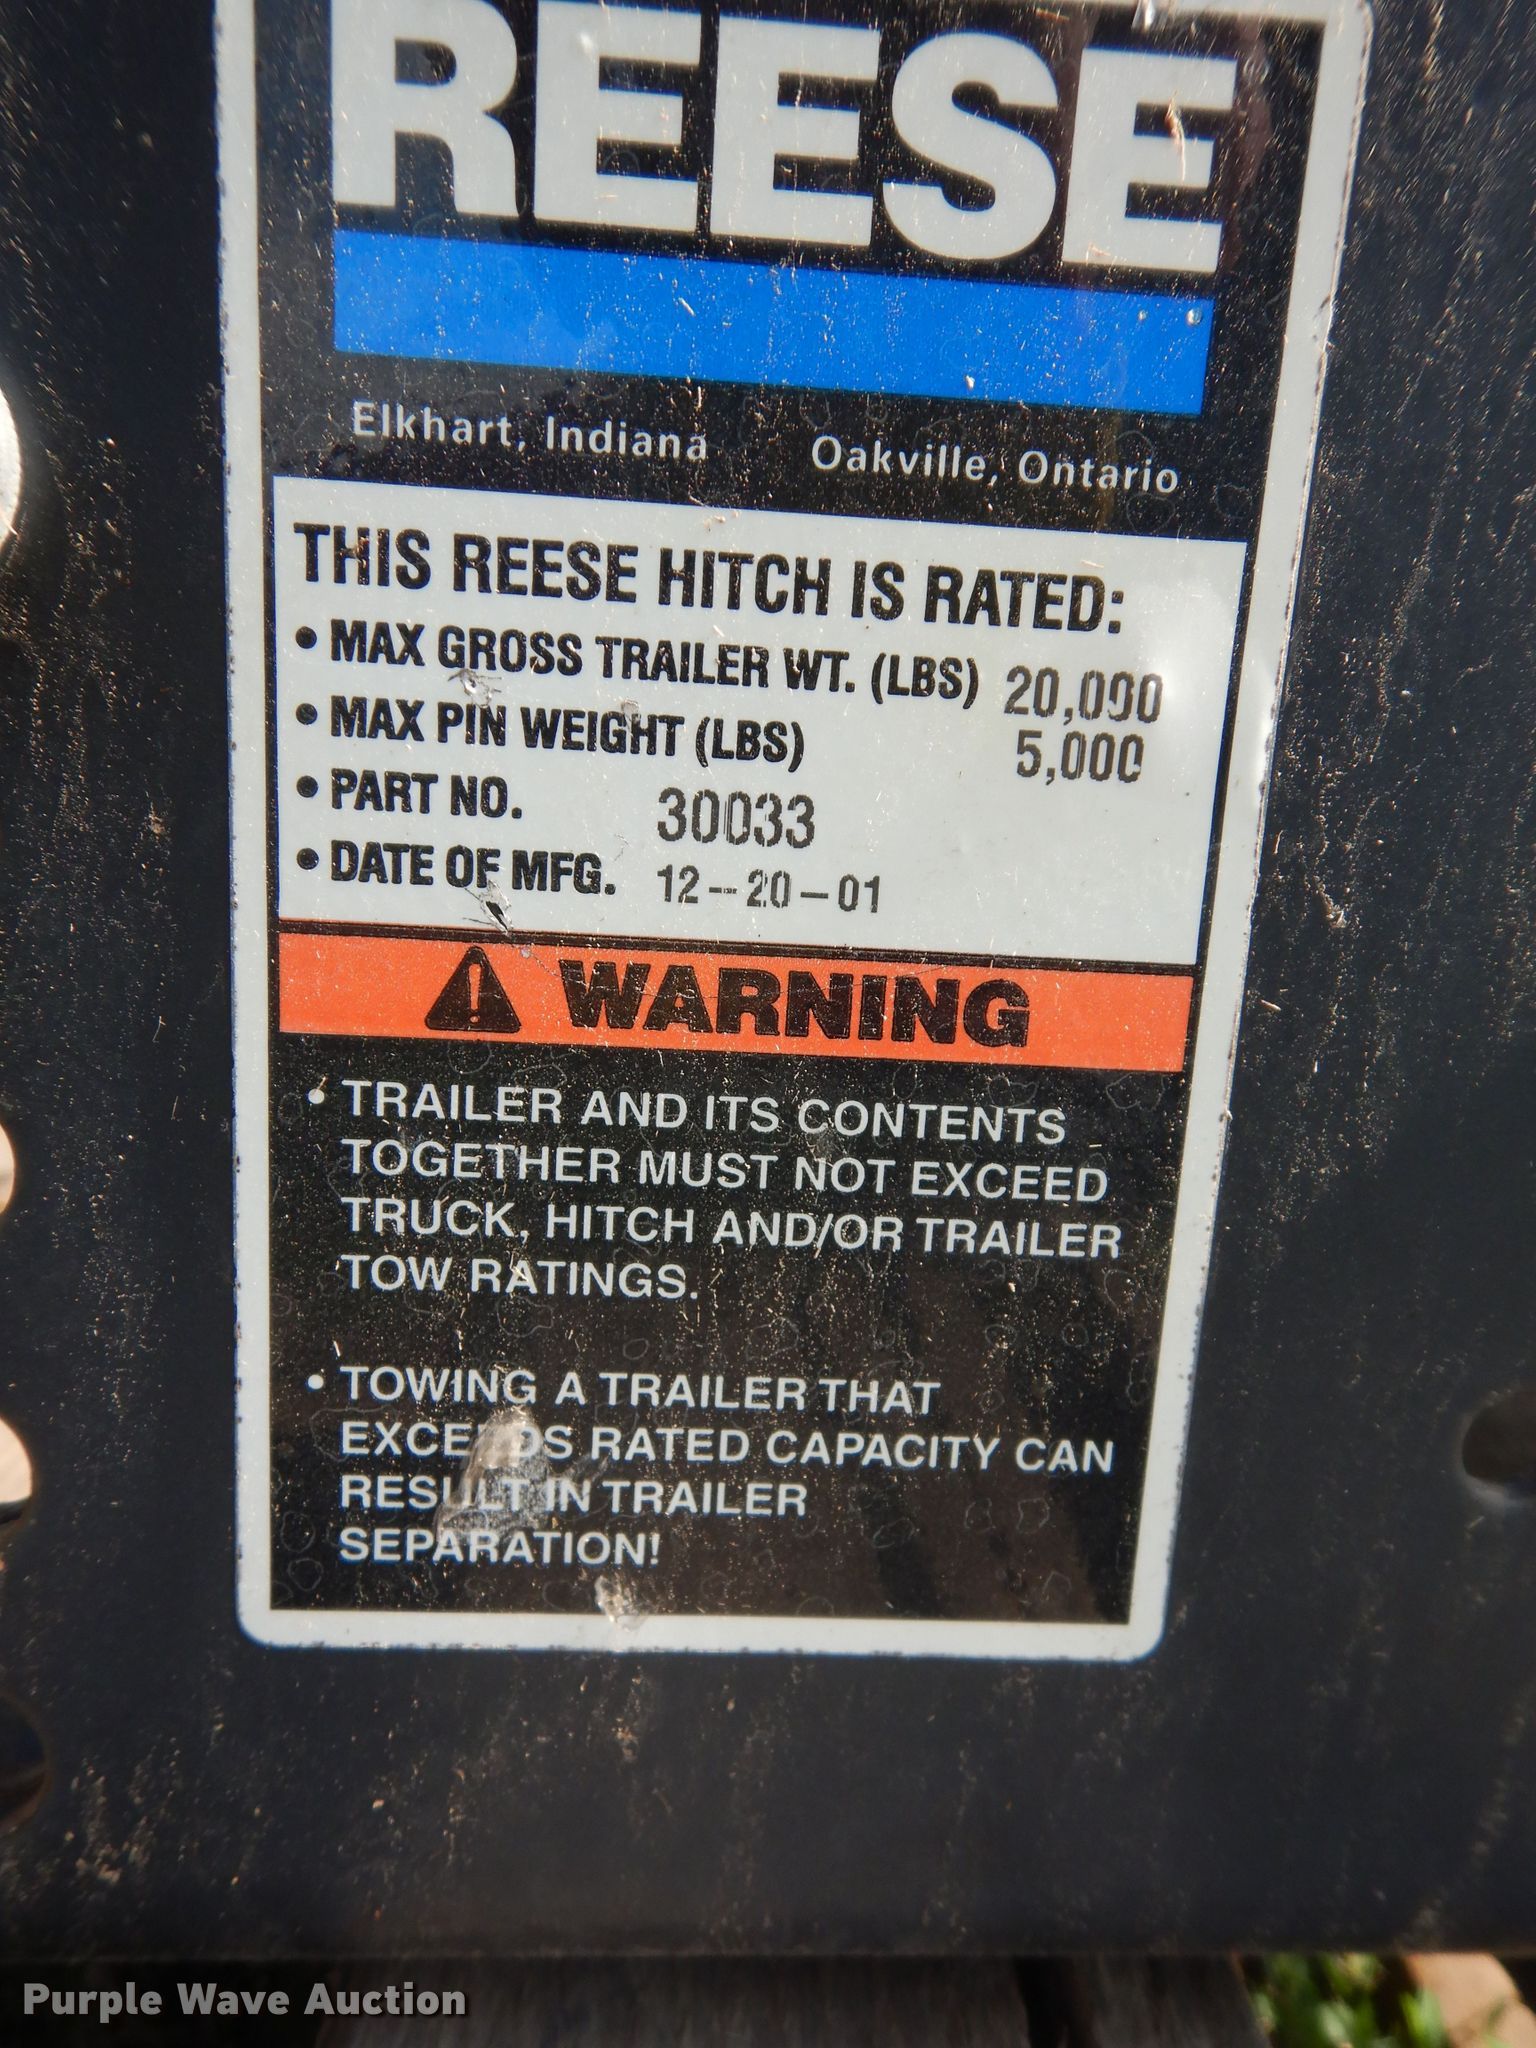 REESE
Elkhart, Indiana Oakville, Ontario
THIS REESE HITCH IS RATED:
• MAX GROSS TRAILER WT. (LBS) 20,000
• MAX PIN WEIGHT (LBS) 5,000
• PART NO. 30033
• DATE OF MFG. 12-20-01
WARNING
• TRAILER AND ITS CONTENTS
TOGETHER MUST NOT EXCEED
TRUCK, HITCH AND/OR TRAILER
TOW RATINGS.
• TOWING A TRAILER THAT
EXCEEDS RATED CAPACITY CAN
RESULT IN TRAILER
SEPARATION!
Purple Wave Auction